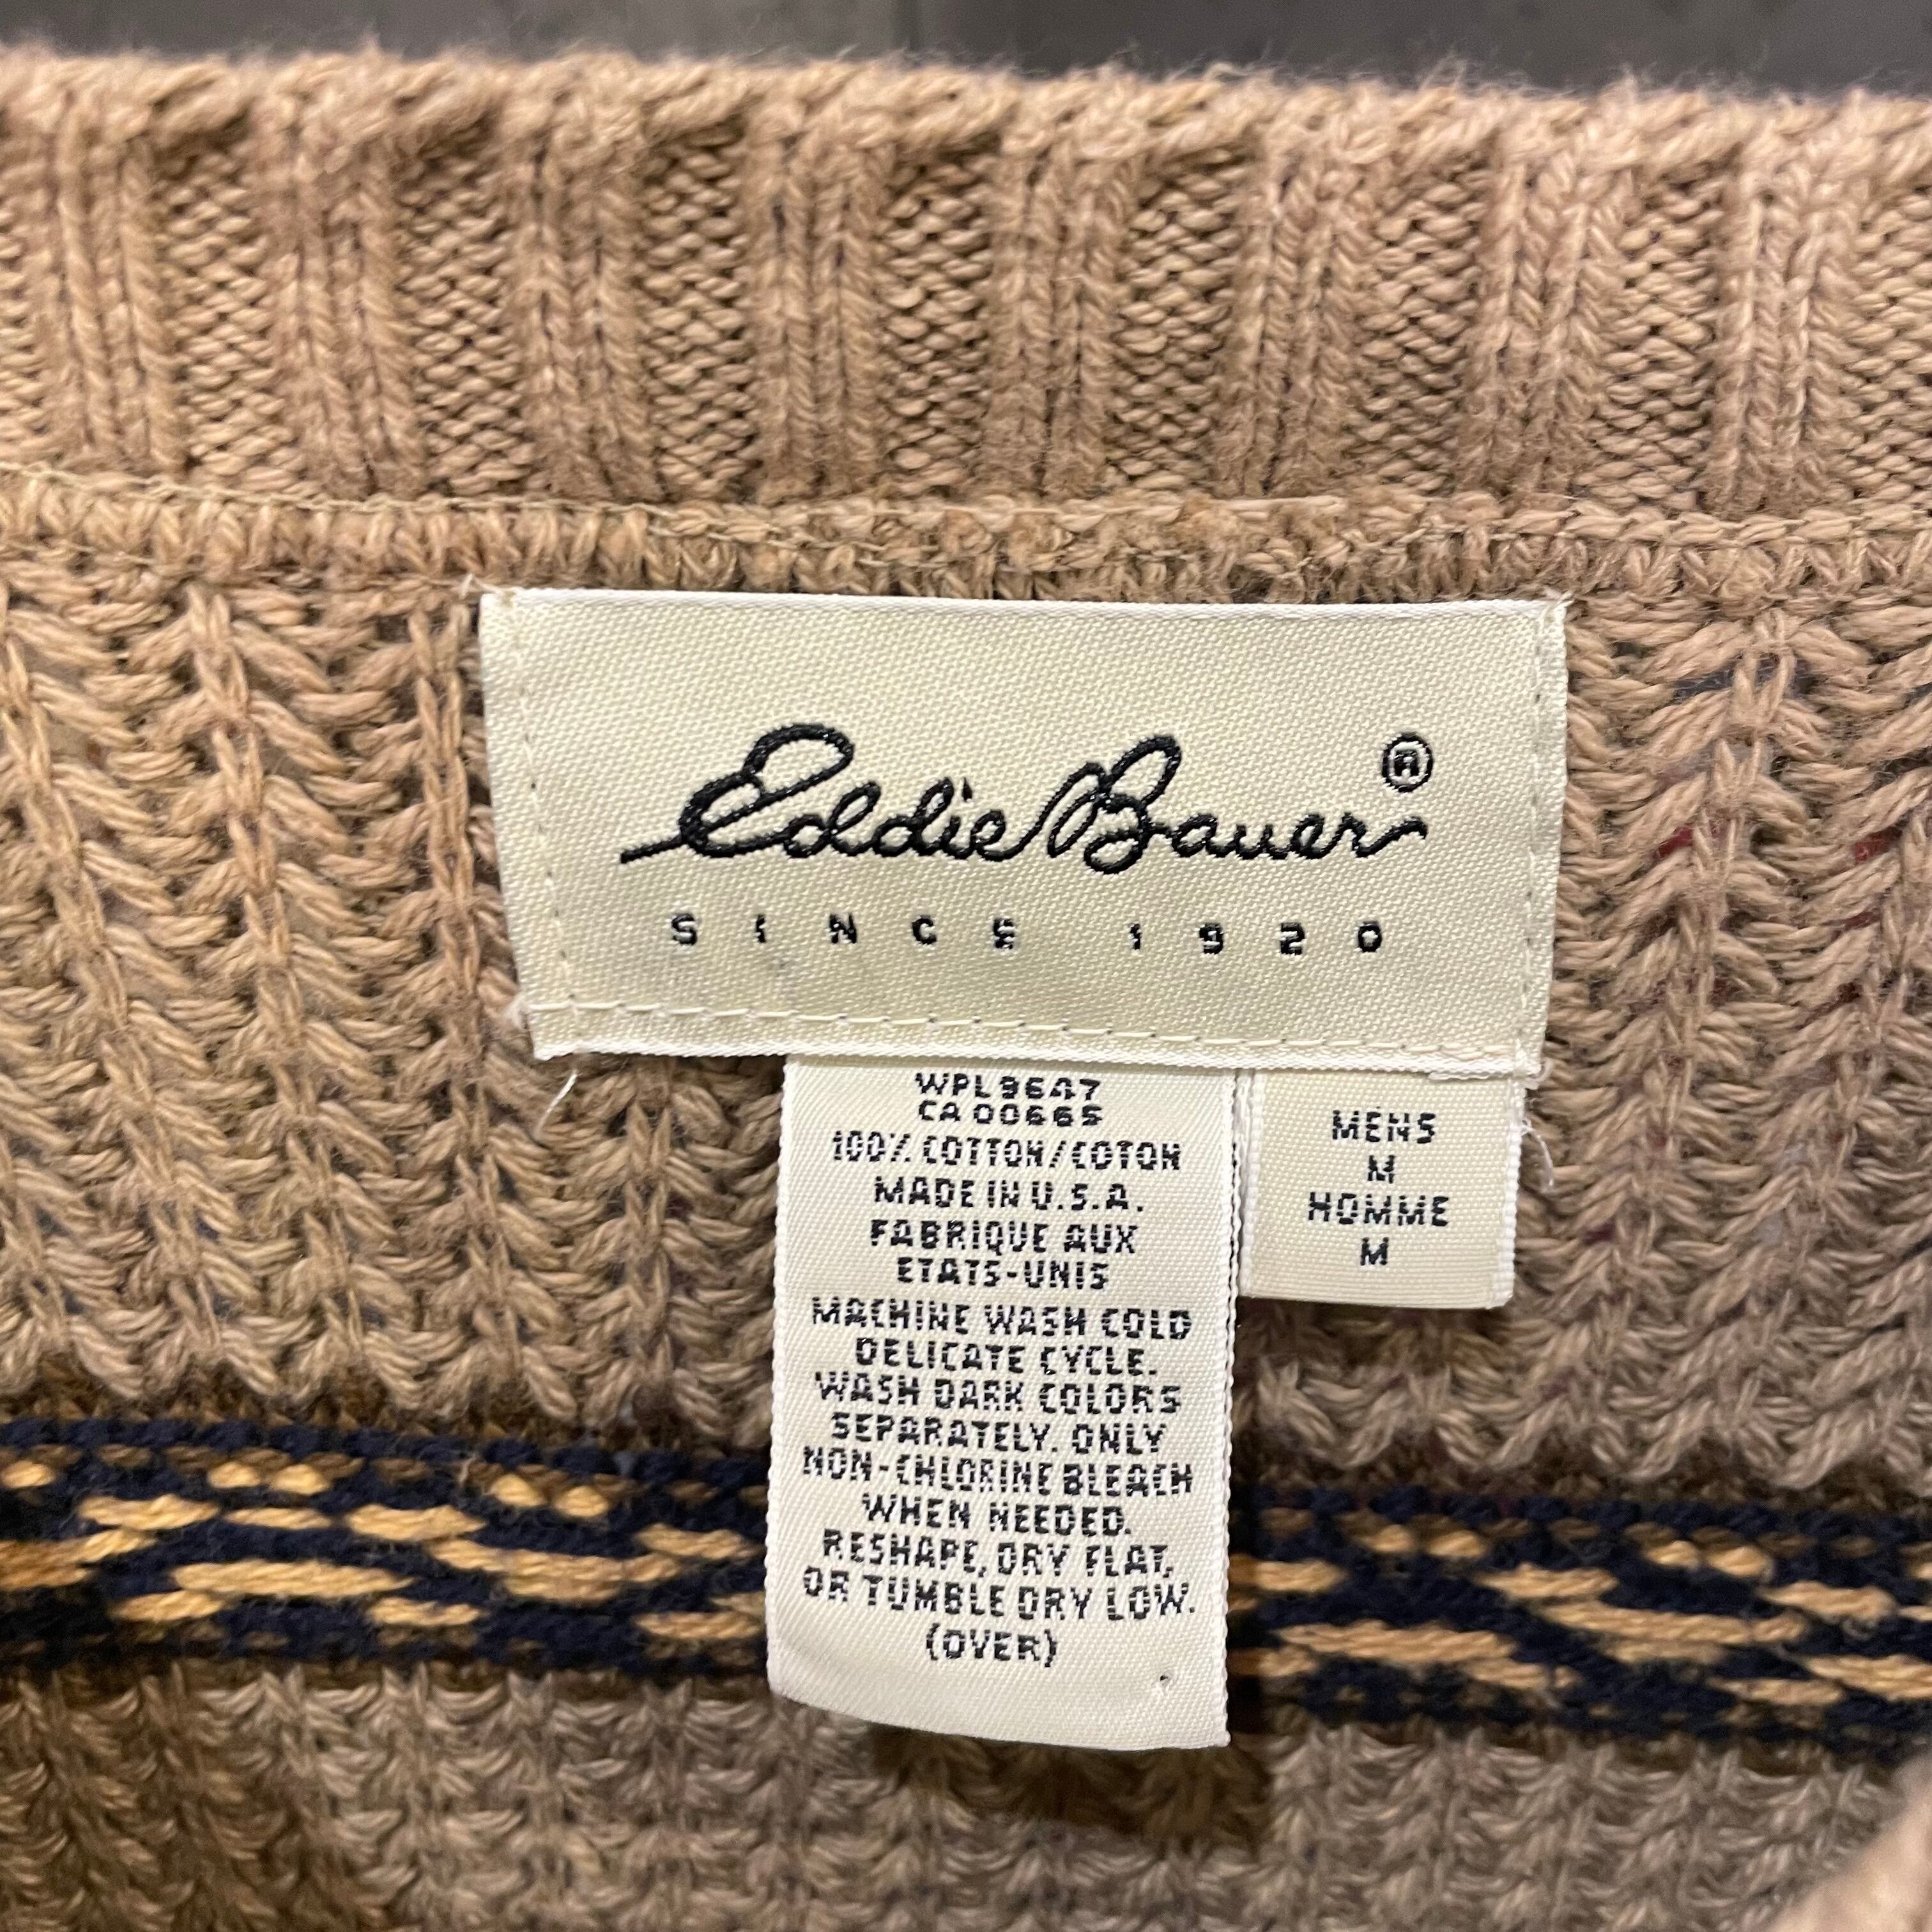 Eddie Bauer®
SINCE 1920
WPL9647
CA00665
100% COTTON/COTON
MADE IN U.S.A.
FABRIQUE AUX
ETATS-UNIS
MACHINE WASH COLD
DELICATE CYCLE.
WASH DARK COLORS
SEPARATELY. ONLY
NON-CHLORINE BLEACH
WHEN NEEDED.
RESHAPE, DRY FLAT,
OR TUMBLE DRY LOW.
(OVER)
MENS
M
HOMME
M